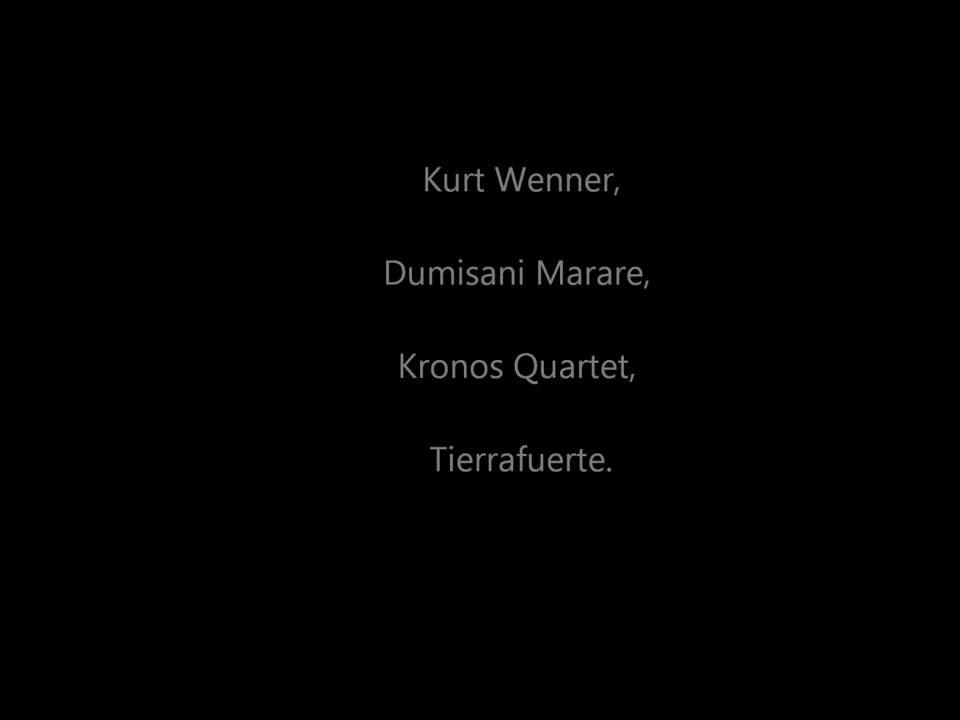 Kurt Wenner,
Dumisani Marare,
Kronos Quartet,
Tierrafuerte.